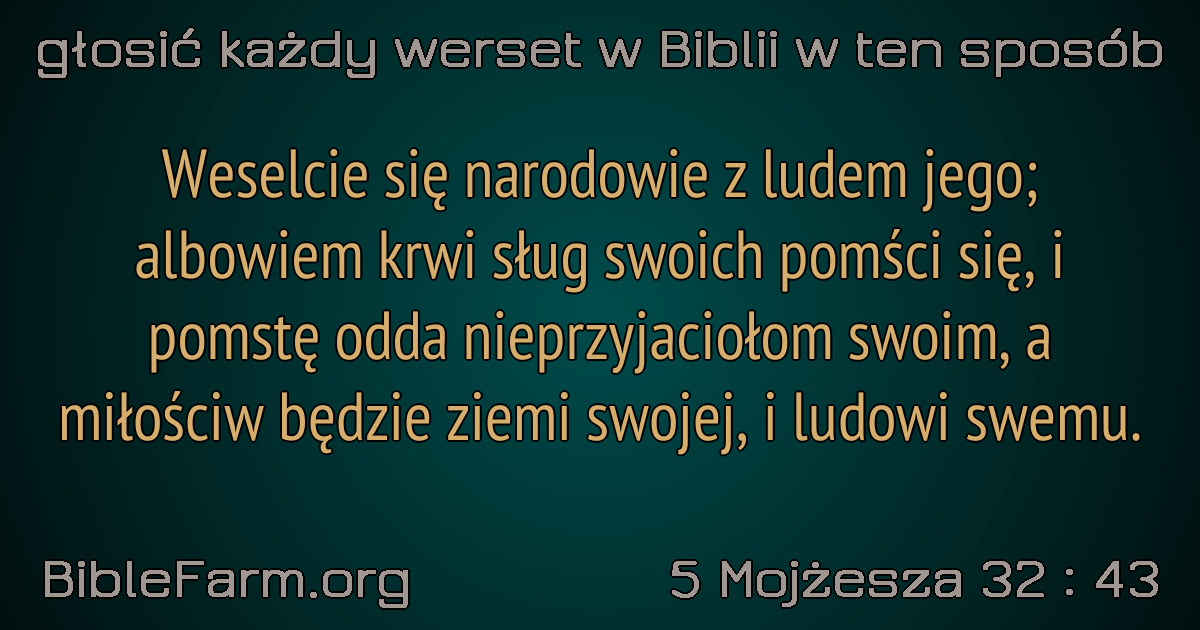 głosić każdy werset w Biblii w ten sposób
Weselcie się narodowie z ludem jego;
albowiem krwi sług swoich pomści się, i
pomstę odda nieprzyjaciołom swoim, a
miłościw będzie ziemi swojej, i ludowi swemu.
BibleFarm.org
5 Mojżesza 32 : 43